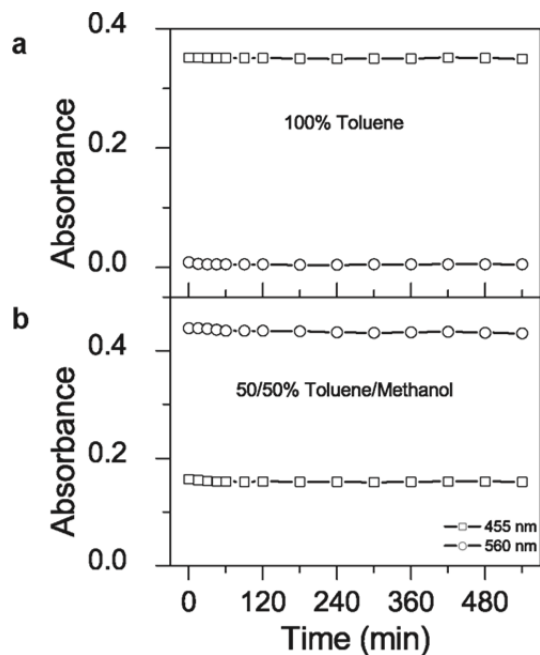 a
0.4
0.2
0.0
Absorbance
100% Toluene
b
0.4
0.2
0.0
Absorbance
50/50% Toluene/Methanol
455 nm
560 nm
0 120 240 360 480
Time (min)